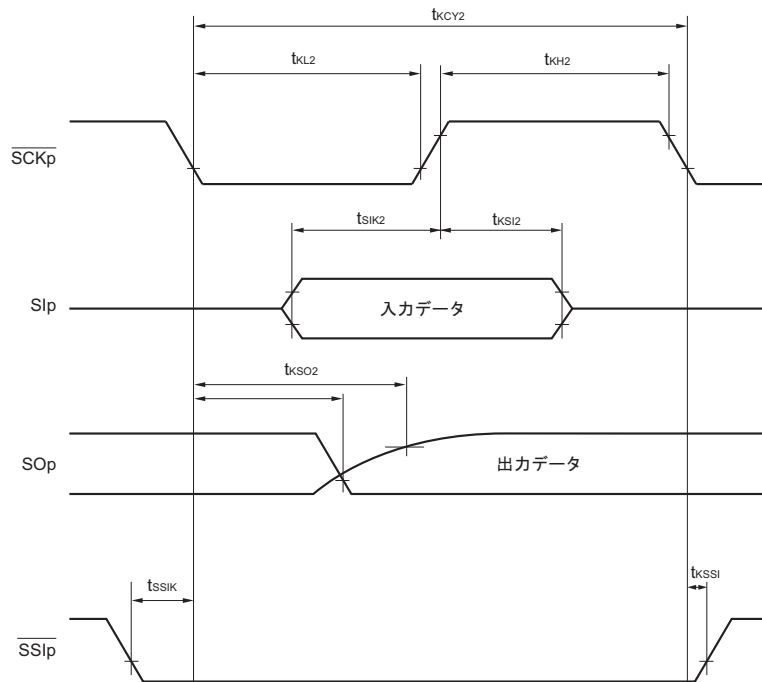 tKCY2
tKL2
tKH2
SCKp
tSIK2
tKSI2
SIp
入力データ
tKSO2
SOp
出力データ
tSSIK
tKSSI
SSIp